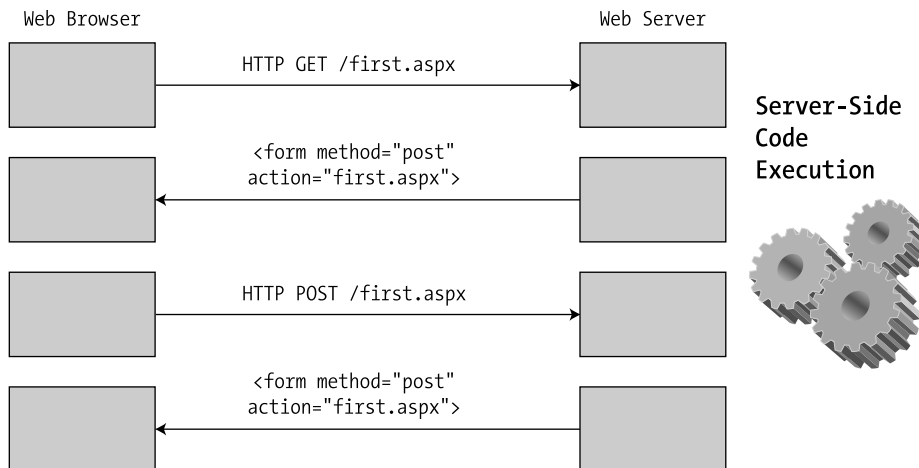 Web Browser
Web Server
HTTP GET /first.aspx
Server-Side
Code
Execution
<form method="post"
action="first.aspx">
HTTP POST /first.aspx
<form method="post"
action="first.aspx">